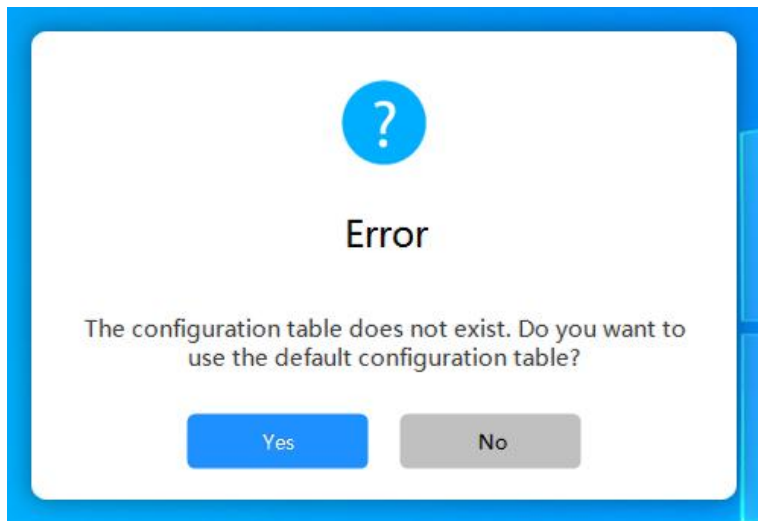 ?
Error
The configuration table does not exist. Do you want to
use the default configuration table?
Yes
No